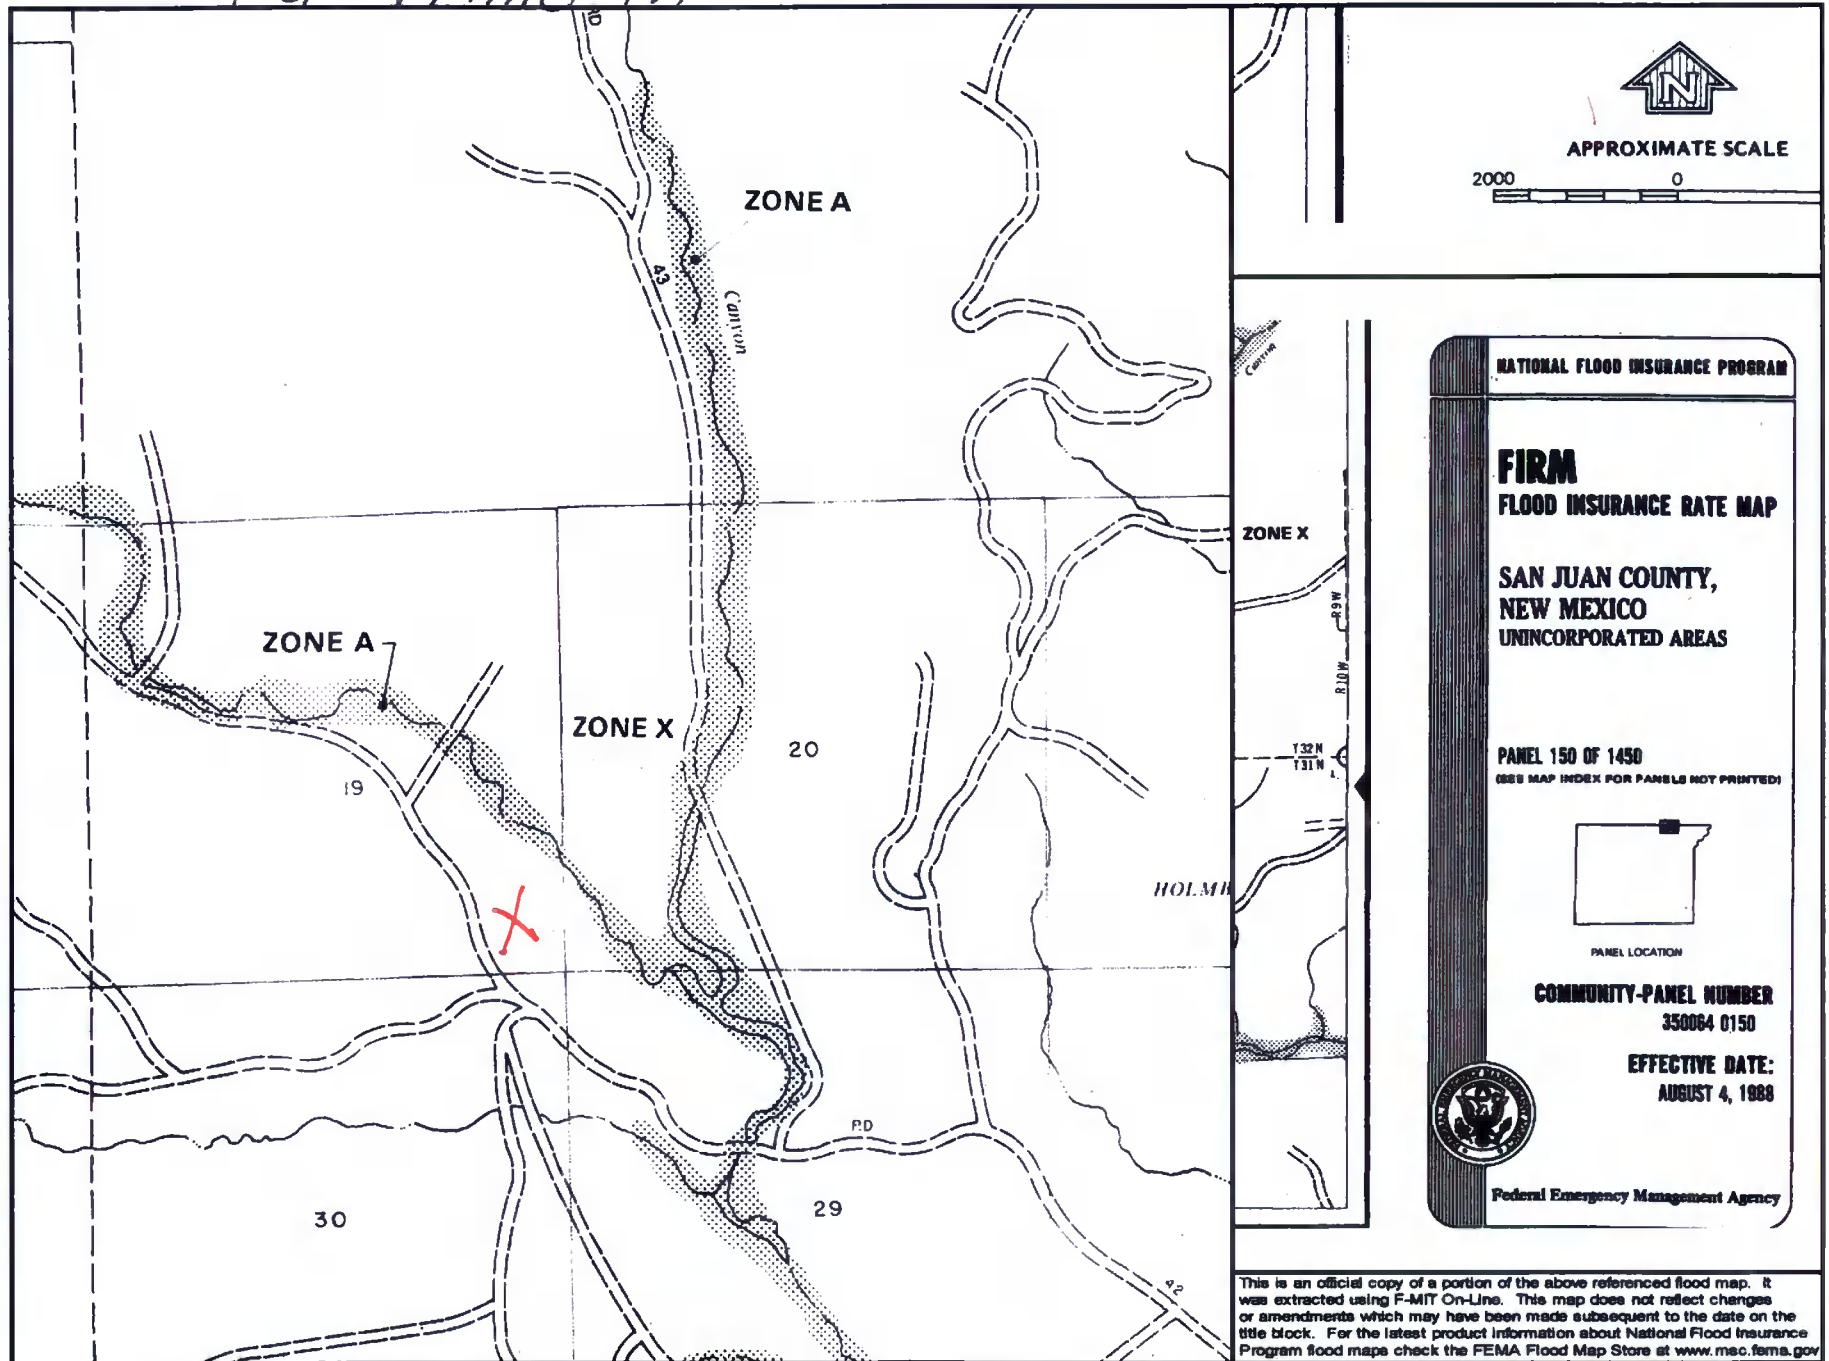 RD
ZONE A
43
Canyon
ZONE A
ZONE X
20
19
HOLMH
RD
30
29
42
N
APPROXIMATE SCALE
2000 0
Canyon
ZONE X
R9W
R10W
T32N
T31N
NATIONAL FLOOD INSURANCE PROGRAM
FIRM
FLOOD INSURANCE RATE MAP
SAN JUAN COUNTY,
NEW MEXICO
UNINCORPORATED AREAS
PANEL 150 OF 1450
(SEE MAP INDEX FOR PANELS NOT PRINTED)
PANEL LOCATION
COMMUNITY-PANEL NUMBER
350064 0150
EFFECTIVE DATE:
AUGUST 4, 1988
Federal Emergency Management Agency
This is an official copy of a portion of the above referenced flood map. It
was extracted using F-MIT On-Line. This map does not reflect changes
or amendments which may have been made subsequent to the date on the
title block. For the latest product information about National Flood Insurance
Program flood maps check the FEMA Flood Map Store at www.msc.fema.gov